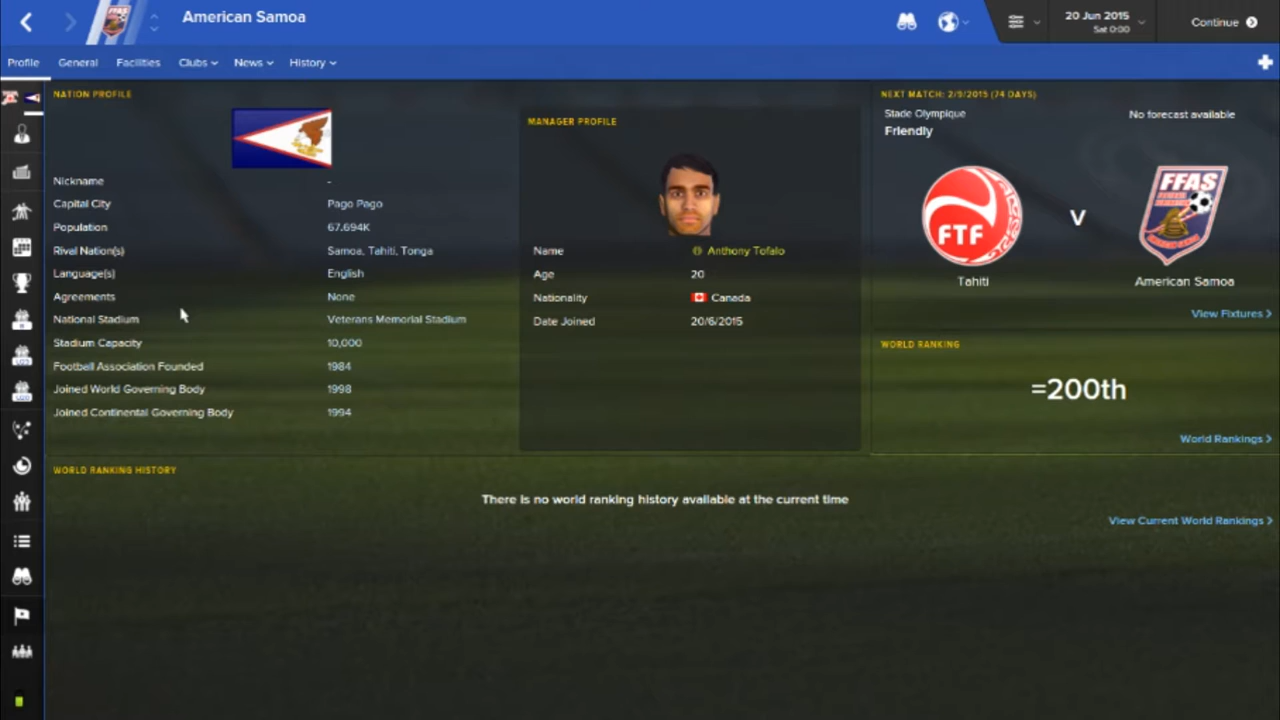 American Samoa
20 Jun 2015
Sat 0:00
Continue
Profile
General
Facilities
Clubs
News
History
NATION PROFILE
Nickname -
Capital City Pago Pago
Population 67.694K
Rival Nation(s) Samoa, Tahiti, Tonga
Language(s) English
Agreements None
National Stadium Veterans Memorial Stadium
Stadium Capacity 10,000
Football Association Founded 1984
Joined World Governing Body 1998
Joined Continental Governing Body 1994
MANAGER PROFILE
Name Anthony Tofalo
Age 20
Nationality Canada
Date Joined 20/6/2015
NEXT MATCH: 2/9/2015 (74 DAYS)
Stade Olympique
No forecast available
Friendly
FTF
V
FFAS
Tahiti
American Samoa
View Fixtures >
WORLD RANKING
=200th
World Rankings >
WORLD RANKING HISTORY
There is no world ranking history available at the current time
View Current World Rankings >